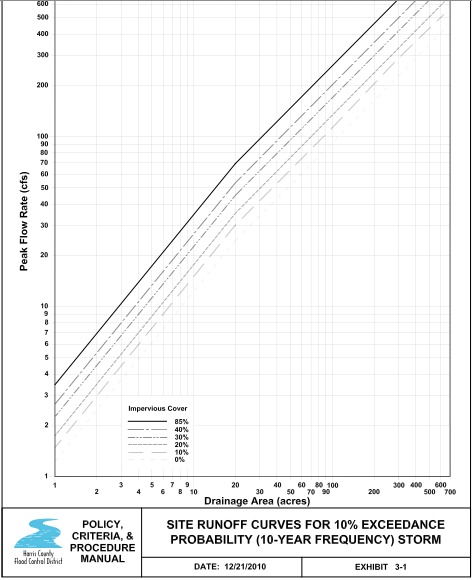 600
500
400
300
200
100
90
80
70
60
50
40
30
20
10
9
8
7
6
5
4
3
2
1
Peak Flow Rate (cfs)
Impervious Cover
85%
40%
30%
20%
10%
0%
1 3 5 7 9 20 40 60 80 100 300 400 600
2 4 6 8 10 30 50 70 90 200 500 700
Drainage Area (acres)
Harris County
Flood Control District
POLICY,
CRITERIA, &
PROCEDURE
MANUAL
SITE RUNOFF CURVES FOR 10% EXCEEDANCE
PROBABILITY (10-YEAR FREQUENCY) STORM
DATE: 12/21/2010
EXHIBIT 3-1